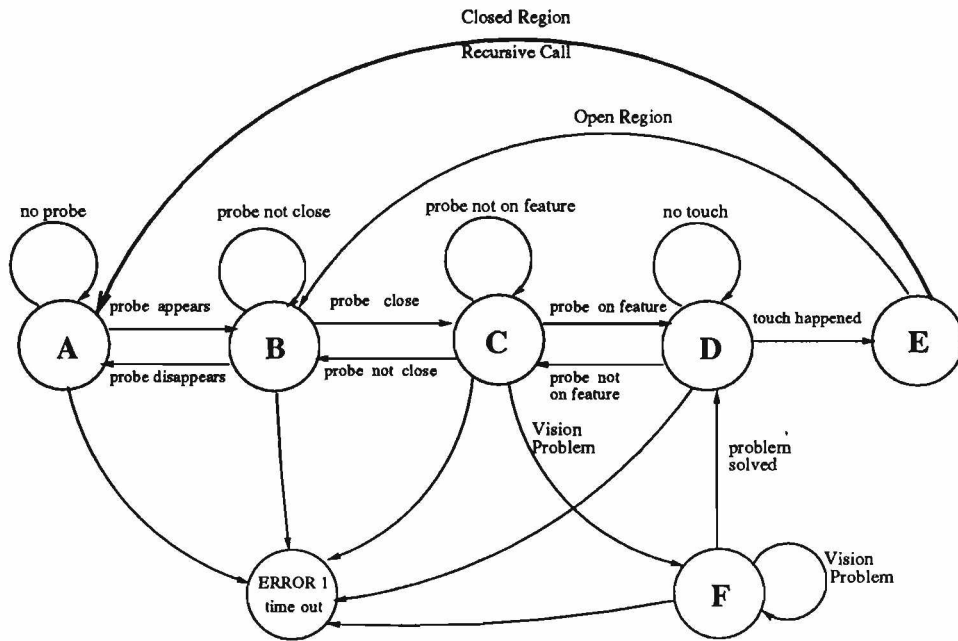 Closed Region
Recursive Call
Open Region
no probe
probe not close
probe not on feature
no touch
probe appears
probe close
probe on feature
touch happened
A
B
C
D
E
probe disappears
probe not close
probe not
on feature
Vision
Problem
problem
solved
ERROR 1
time out
F
Vision
Problem